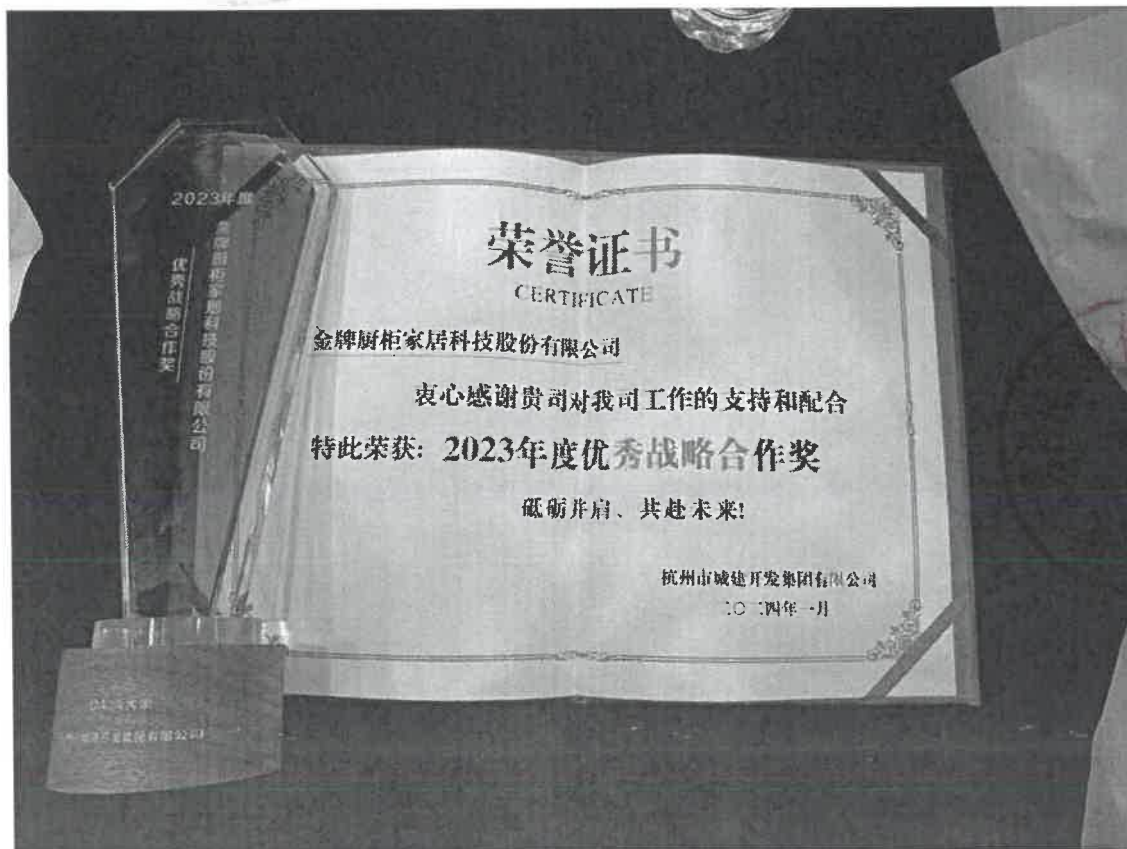 2023年度
金牌厨柜家居科技股份有限公司
优秀战略合作奖
荣誉证书
CERTIFICATE
金牌厨柜家居科技股份有限公司
衷心感谢贵司对我司工作的支持和配合
特此荣获：2023年度优秀战略合作奖
砥砺并肩、共赴未来!
杭州市城建开发集团有限公司
二〇二四年一月